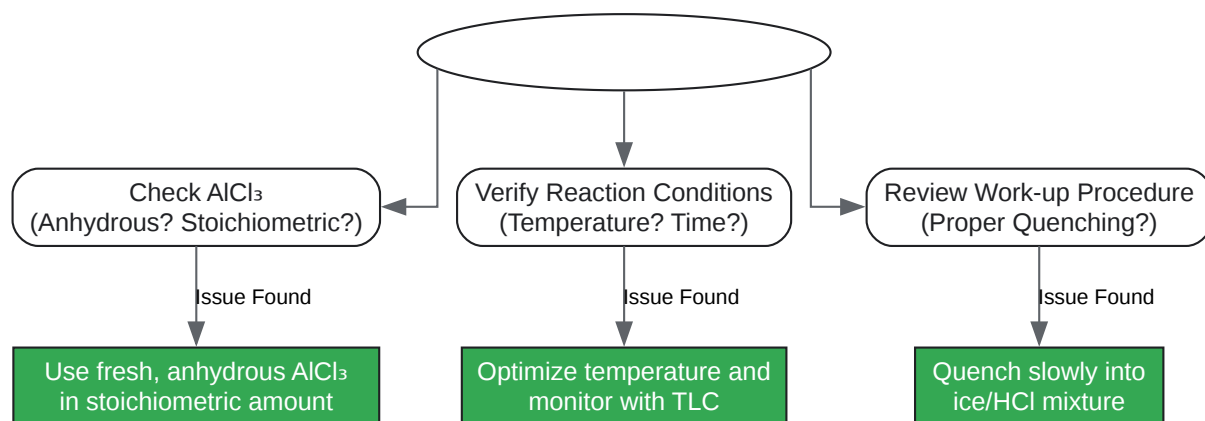 Check AlCl₃
(Anhydrous? Stoichiometric?)
Verify Reaction Conditions
(Temperature? Time?)
Review Work-up Procedure
(Proper Quenching?)
Issue Found
Issue Found
Issue Found
Use fresh, anhydrous AlCl₃
in stoichiometric amount
Optimize temperature and
monitor with TLC
Quench slowly into
ice/HCl mixture